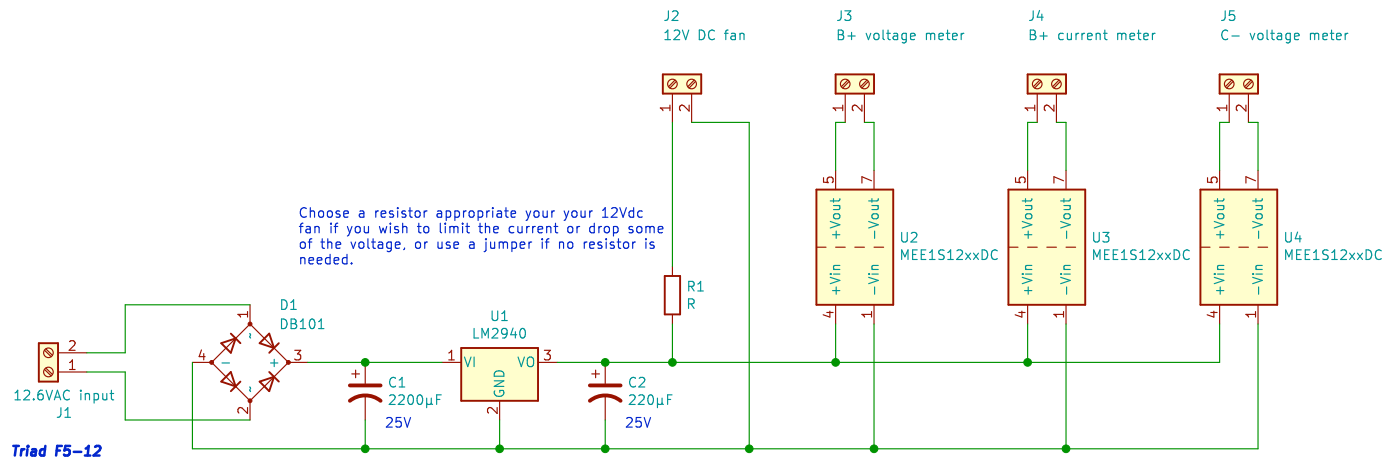 J2
12V DC fan
J3
B+ voltage meter
J4
B+ current meter
J5
C− voltage meter
1
2
1
2
1
2
1
2
5
7
5
7
5
7
+Vout
−Vout
+Vin
−Vin
U2
MEE1S12xxDC
4
1
+Vout
−Vout
+Vin
−Vin
U3
MEE1S12xxDC
4
1
+Vout
−Vout
+Vin
−Vin
U4
MEE1S12xxDC
4
1
Choose a resistor appropriate your your 12Vdc
fan if you wish to limit the current or drop some
of the voltage, or use a jumper if no resistor is
needed.
R1
R
D1
DB101
1
~
4
−
+
3
~
2
U1
LM2940
1
VI
VO
3
GND
2
2
1
12.6VAC input
J1
+
C1
2200µF
25V
+
C2
220µF
25V
Triad F5−12